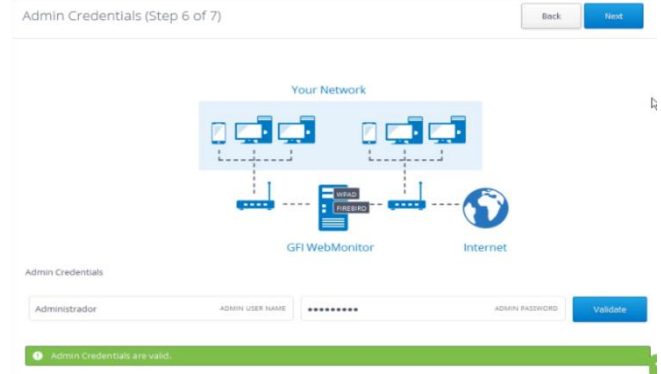 Admin Credentials (Step 6 of 7)
Back
Next
Your Network
WPAD
FIREBIRD
GFI WebMonitor
Internet
Admin Credentials
Administrador
ADMIN USER NAME
•••••••••
ADMIN PASSWORD
Validate
Admin Credentials are valid.